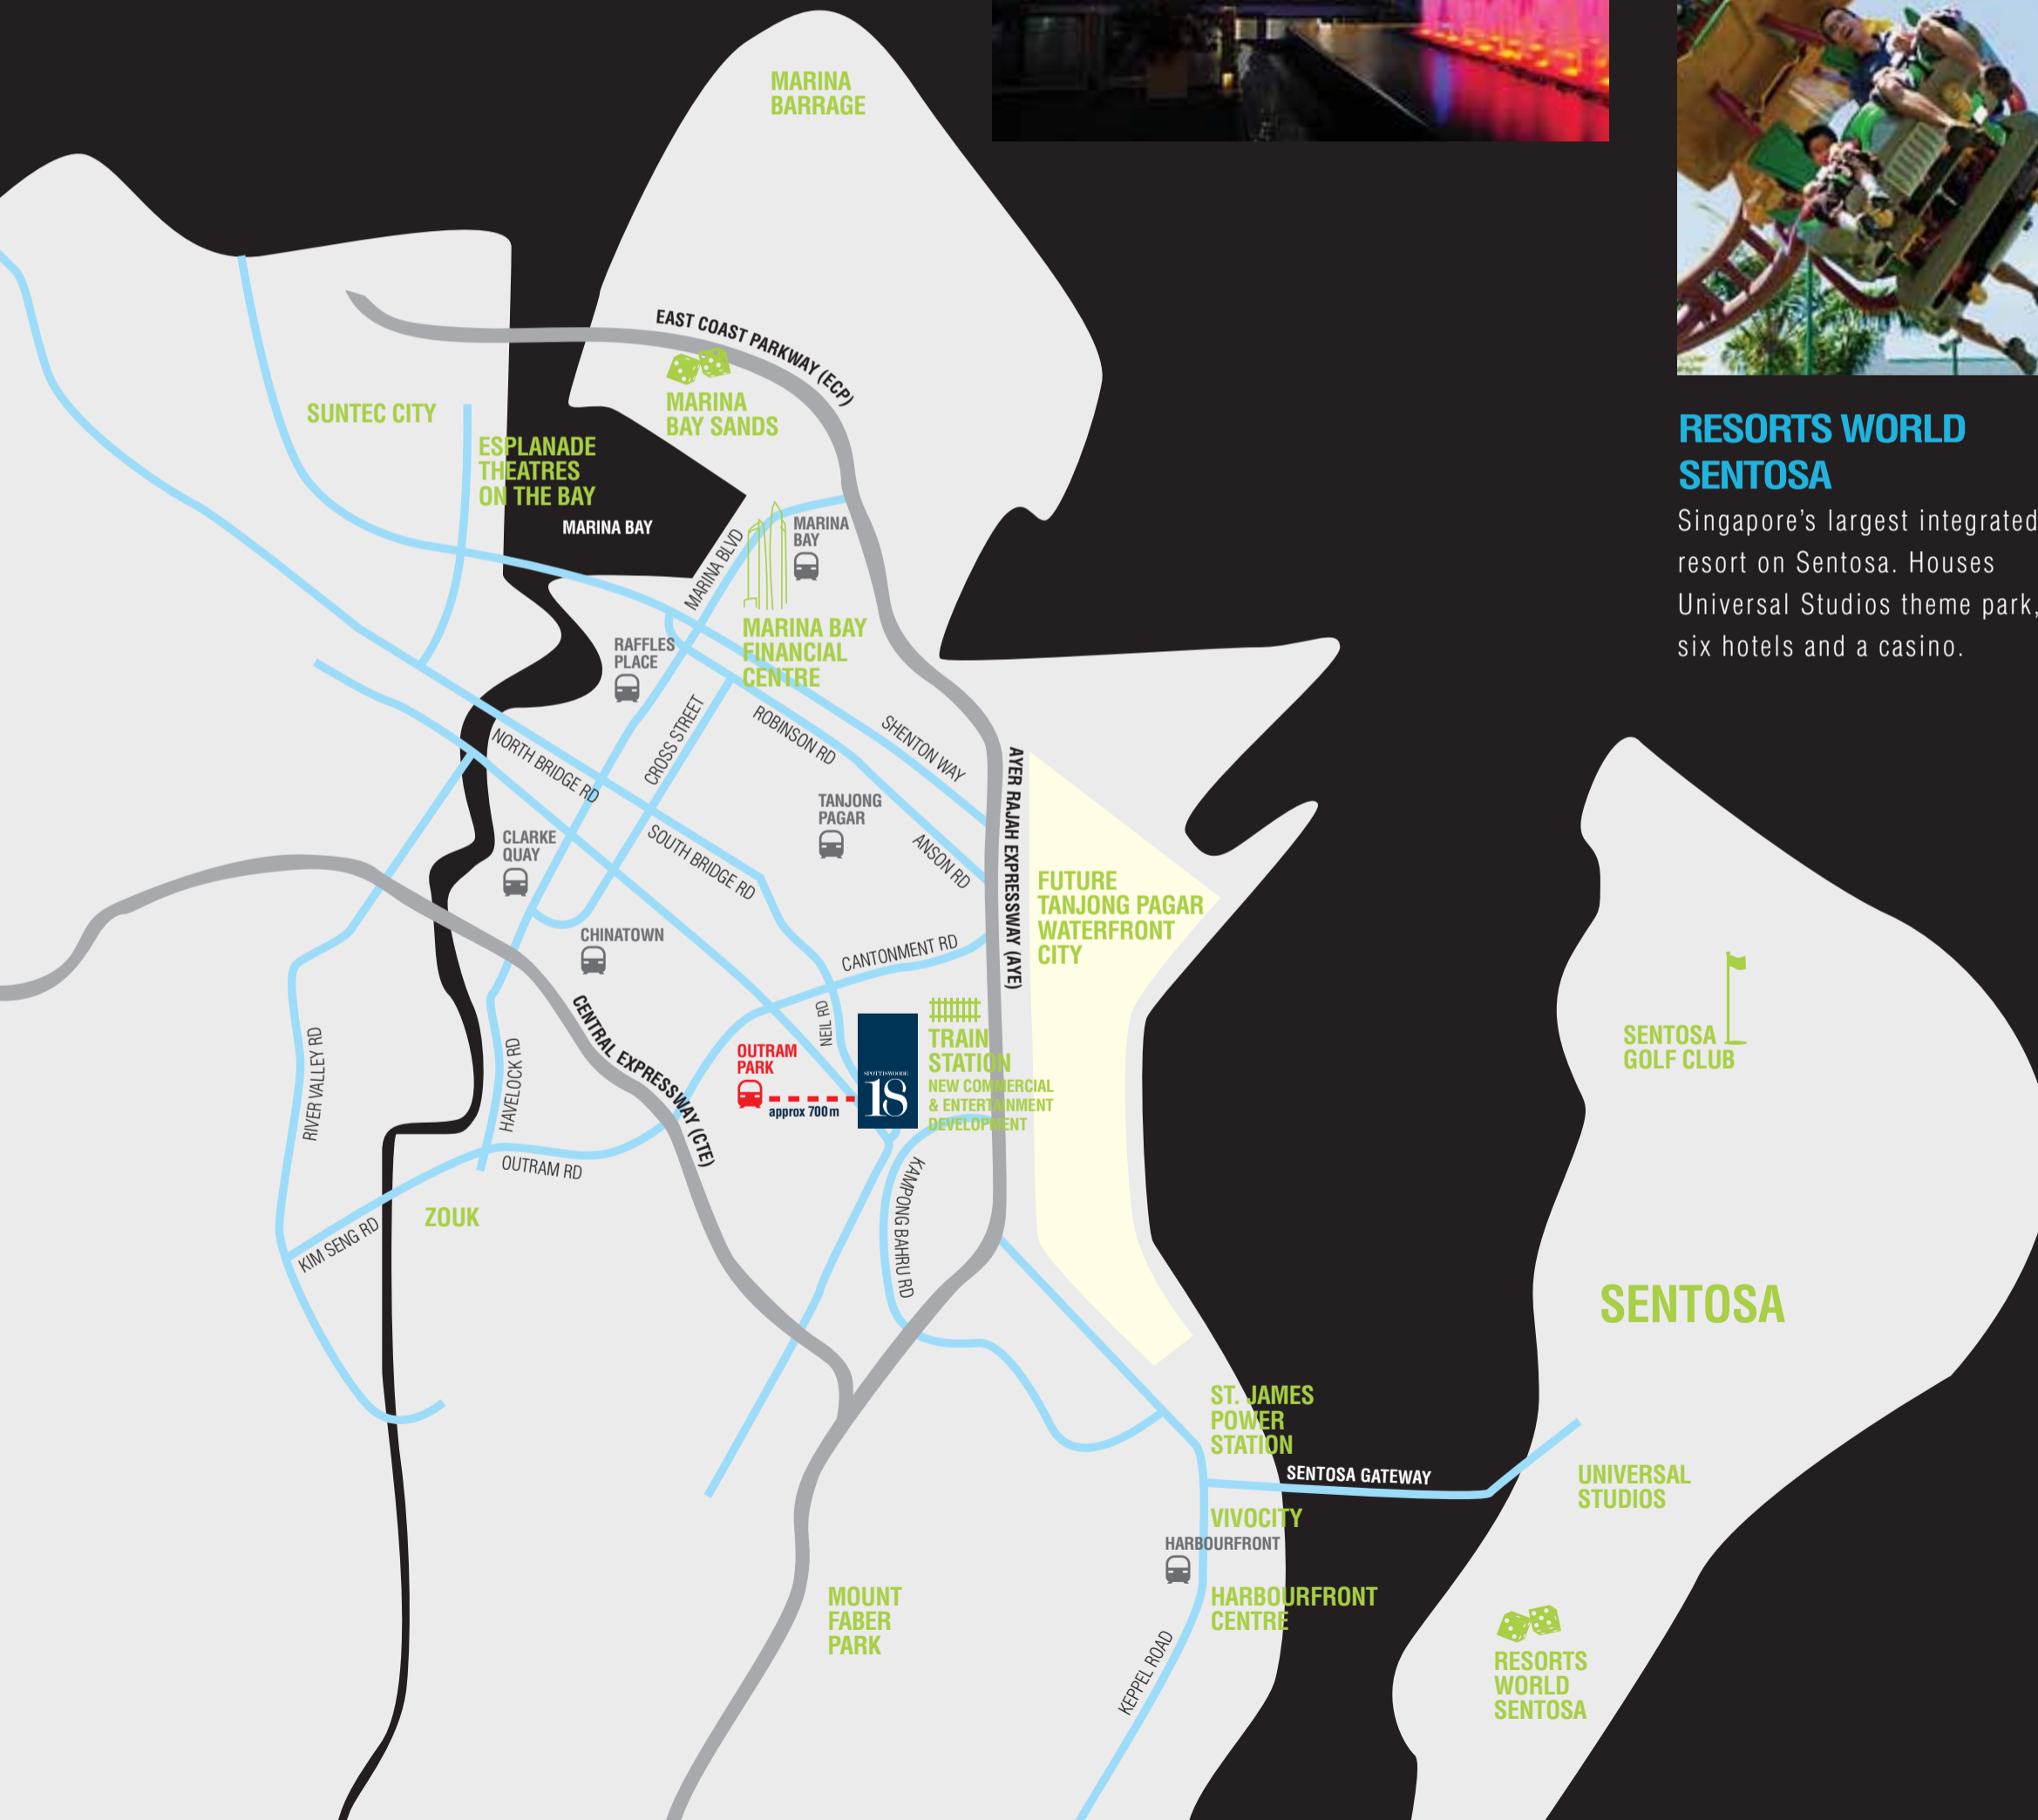 MARINA
BARRAGE
EAST COAST PARKWAY (ECP)
MARINA
BAY SANDS
SUNTEC CITY
ESPLANADE
THEATRES
ON THE BAY
MARINA BAY
MARINA BLVD
MARINA
BAY
MARINA BAY
FINANCIAL
CENTRE
RAFFLES
PLACE
CROSS STREET
ROBINSON RD
SHENTON WAY
NORTH BRIDGE RD
SOUTH BRIDGE RD
TANJONG
PAGAR
ANSON RD
AYER RAJAH EXPRESSWAY (AYE)
CLARKE
QUAY
CHINATOWN
CANTONMENT RD
FUTURE
TANJONG PAGAR
WATERFRONT
CITY
CENTRAL EXPRESSWAY (CTE)
NEIL RD
OUTRAM
PARK
approx 700 m
SPOTTISWOODE
18
TRAIN
STATION
NEW COMMERCIAL
& ENTERTAINMENT
DEVELOPMENT
RIVER VALLEY RD
HAVELOCK RD
OUTRAM RD
KAMPONG BAHRU RD
ZOUK
KIM SENG RD
ST. JAMES
POWER
STATION
SENTOSA GATEWAY
VIVOCITY
HARBOURFRONT
HARBOURFRONT
CENTRE
KEPPEL ROAD
MOUNT
FABER
PARK
RESORTS WORLD
SENTOSA
Singapore's largest integrated
resort on Sentosa. Houses
Universal Studios theme park,
six hotels and a casino.
SENTOSA
GOLF CLUB
SENTOSA
UNIVERSAL
STUDIOS
RESORTS
WORLD
SENTOSA